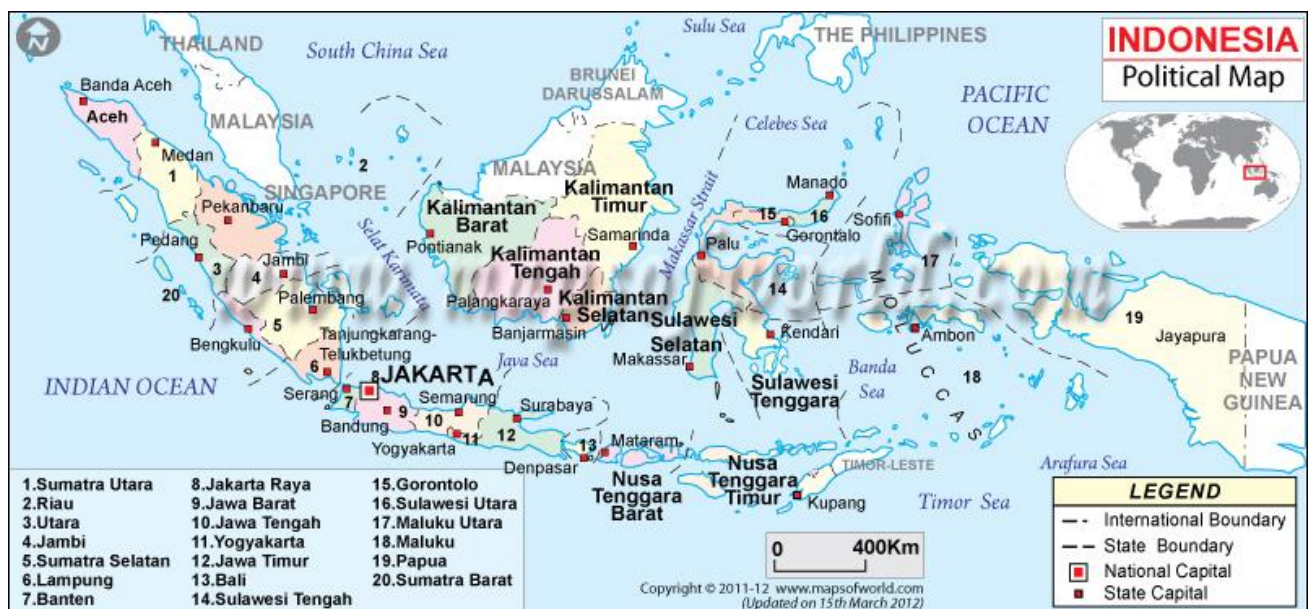 INDONESIA
Political Map
THAILAND
South China Sea
Sulu Sea
THE PHILIPPINES
BRUNEI
DARUSSALAM
PACIFIC
OCEAN
Banda Aceh
Aceh
MALAYSIA
Celebes Sea
Medan
1
2
MALAYSIA
SINGAPORE
Kalimantan
Timur
Makassar Strait
Manado
Pekanbaru
Kalimantan
Barat
15
16
Sofifi
Gorontalo
Pedang
Selat Karmata
Pontianak
Samarinda
Palu
3
4
Jambi
Kalimantan
Tengah
14
17
MOLUCCAS
www.mapsofworld.com
20
Palembang
Palangkaraya
Kalimantan
Selatan
5
Bengkulu
Tanjungkarang-
Telukbetung
Banjarmasin
Sulawesi
Selatan
Kendari
Ambon
19
Jayapura
6
Java Sea
Makassar
Banda
Sea
18
PAPUA
NEW
GUINEA
INDIAN OCEAN
8
JAKARTA
Sulawesi
Tenggara
Serang
7
Semarung
Surabaya
Bandung
9
10
Yogyakarta
11
12
13
Mataram
Denpasar
Nusa
Tenggara
Barat
Nusa
Tenggara
Timur
TIMOR-LESTE
Arafura Sea
Kupang
Timor Sea
1.Sumatra Utara
2.Riau
3.Utara
4.Jambi
5.Sumatra Selatan
6.Lampung
7.Banten
8.Jakarta Raya
9.Jawa Barat
10.Jawa Tengah
11.Yogyakarta
12.Jawa Timur
13.Bali
14.Sulawesi Tengah
15.Gorontolo
16.Sulawesi Utara
17.Maluku Utara
18.Maluku
19.Papua
20.Sumatra Barat
0 400Km
Copyright © 2011-12 www.mapsofworld.com
(Updated on 15th March 2012)
LEGEND
International Boundary
State Boundary
National Capital
State Capital
N